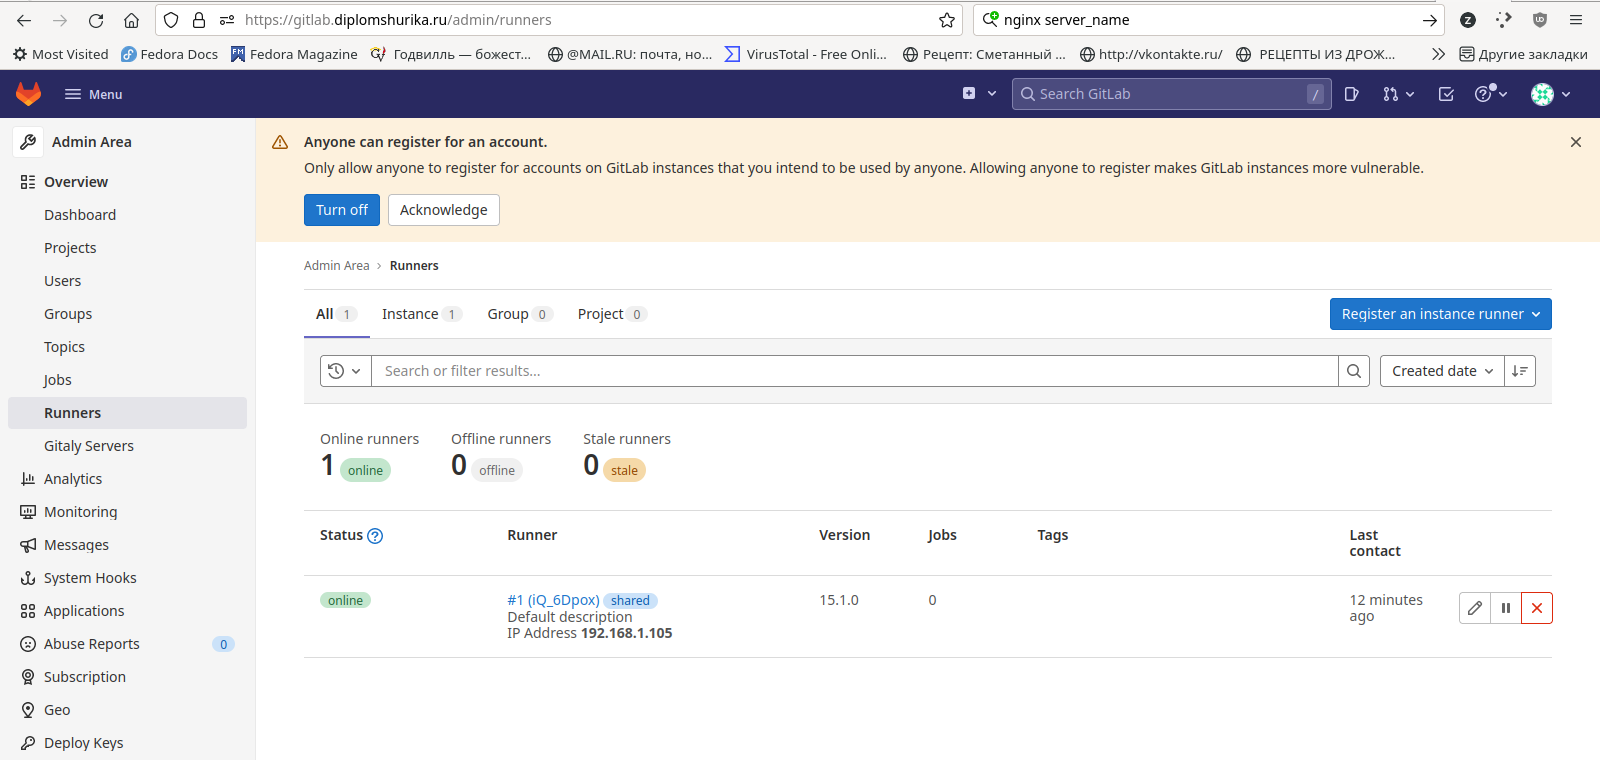 https://gitlab.diplomshurika.ru/admin/runners
nginx server_name
Most Visited
Fedora Docs
Fedora Magazine
Годвилль — божест...
@MAIL.RU: почта, но...
VirusTotal - Free Onli...
Рецепт: Сметанный ...
http://vkontakte.ru/
РЕЦЕПТЫ ИЗ ДРОЖ...
Другие закладки
Menu
Search GitLab
/
Admin Area
Overview
Dashboard
Projects
Users
Groups
Topics
Jobs
Runners
Gitaly Servers
Analytics
Monitoring
Messages
System Hooks
Applications
Abuse Reports 0
Subscription
Geo
Deploy Keys
Anyone can register for an account.
Only allow anyone to register for accounts on GitLab instances that you intend to be used by anyone. Allowing anyone to register makes GitLab instances more vulnerable.
Turn off
Acknowledge
Admin Area › Runners
All 1
Instance 1
Group 0
Project 0
Register an instance runner
Search or filter results...
Created date
Online runners
1 online
Offline runners
0 offline
Stale runners
0 stale
Status
Runner
Version
Jobs
Tags
Last
contact
online
#1 (iQ_6Dpox) shared
Default description
IP Address 192.168.1.105
15.1.0
0
12 minutes
ago